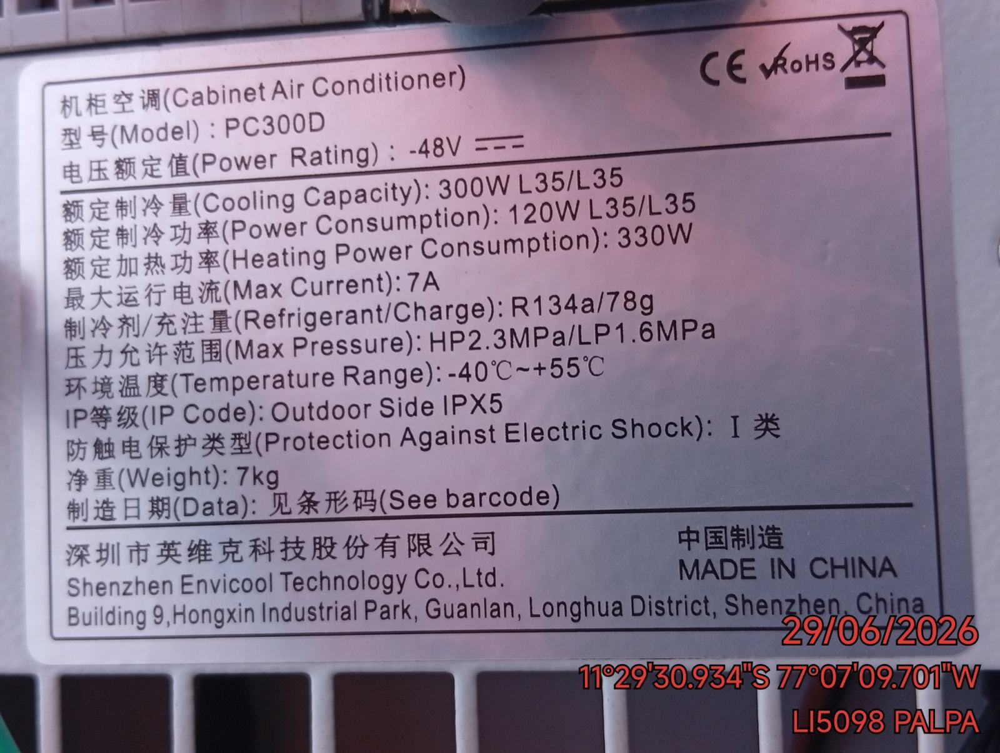 机柜空调(Cabinet Air Conditioner)
CE RoHS
型号(Model) : PC300D
电压额定值(Power Rating) : -48V
额定制冷量(Cooling Capacity): 300W L35/L35
额定制冷功率(Power Consumption): 120W L35/L35
额定加热功率(Heating Power Consumption): 330W
最大运行电流(Max Current): 7A
制冷剂/充注量(Refrigerant/Charge): R134a/78g
压力允许范围(Max Pressure): HP2.3MPa/LP1.6MPa
环境温度(Temperature Range): -40℃~+55℃
IP等级(IP Code): Outdoor Side IPX5
防触电保护类型(Protection Against Electric Shock): I 类
净重(Weight): 7kg
制造日期(Data): 见条形码(See barcode)
深圳市英维克科技股份有限公司
中国制造
Shenzhen Envicool Technology Co.,Ltd.
MADE IN CHINA
Building 9,Hongxin Industrial Park, Guanlan, Longhua District, Shenzhen, China
29/06/2026
11°29'30.934"S 77°07'09.701"W
LI5098 PALPA